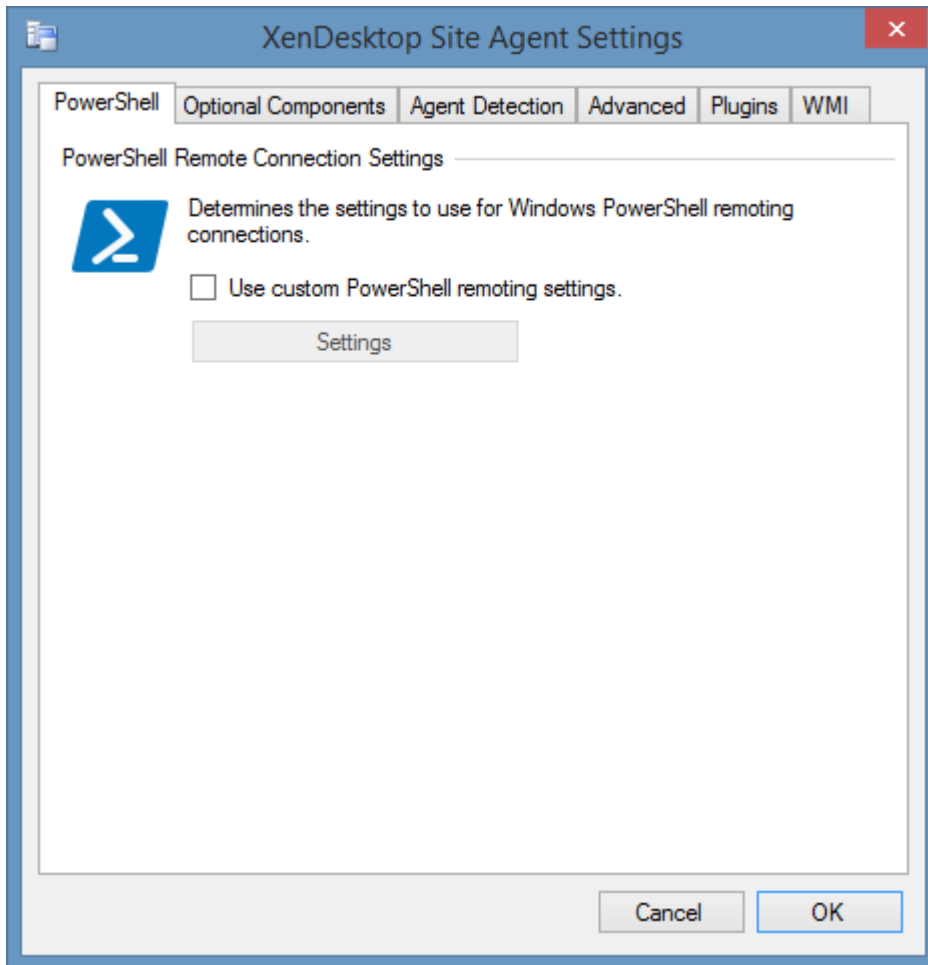 XenDesktop Site Agent Settings
PowerShell Optional Components Agent Detection Advanced Plugins WMI
PowerShell Remote Connection Settings
Determines the settings to use for Windows PowerShell remoting
connections.
Use custom PowerShell remoting settings.
Settings
Cancel OK